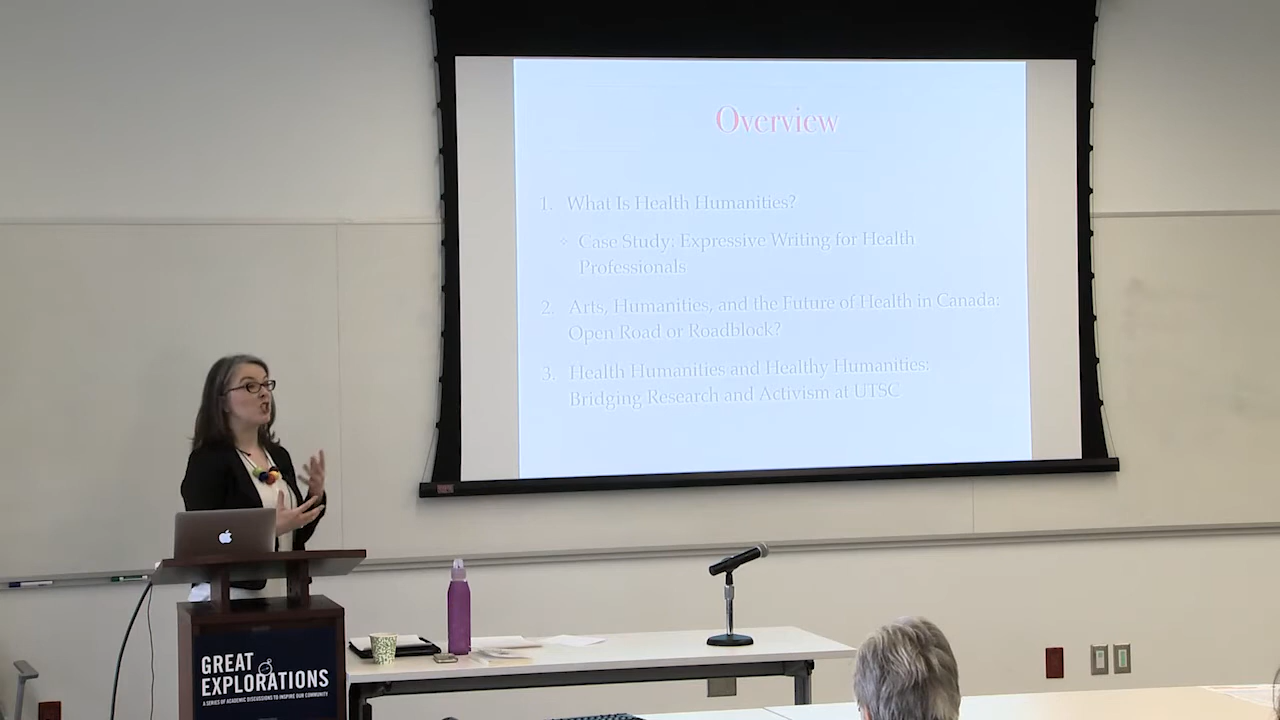 Overview
1. What Is Health Humanities?
Case Study: Expressive Writing for Health
Professionals
2. Arts, Humanities, and the Future of Health in Canada:
Open Road or Roadblock?
3. Health Humanities and Healthy Humanities:
Bridging Research and Activism at UTSC
GREAT
EXPLORATIONS
A SERIES OF ACADEMIC DISCUSSIONS TO INSPIRE OUR COMMUNITY